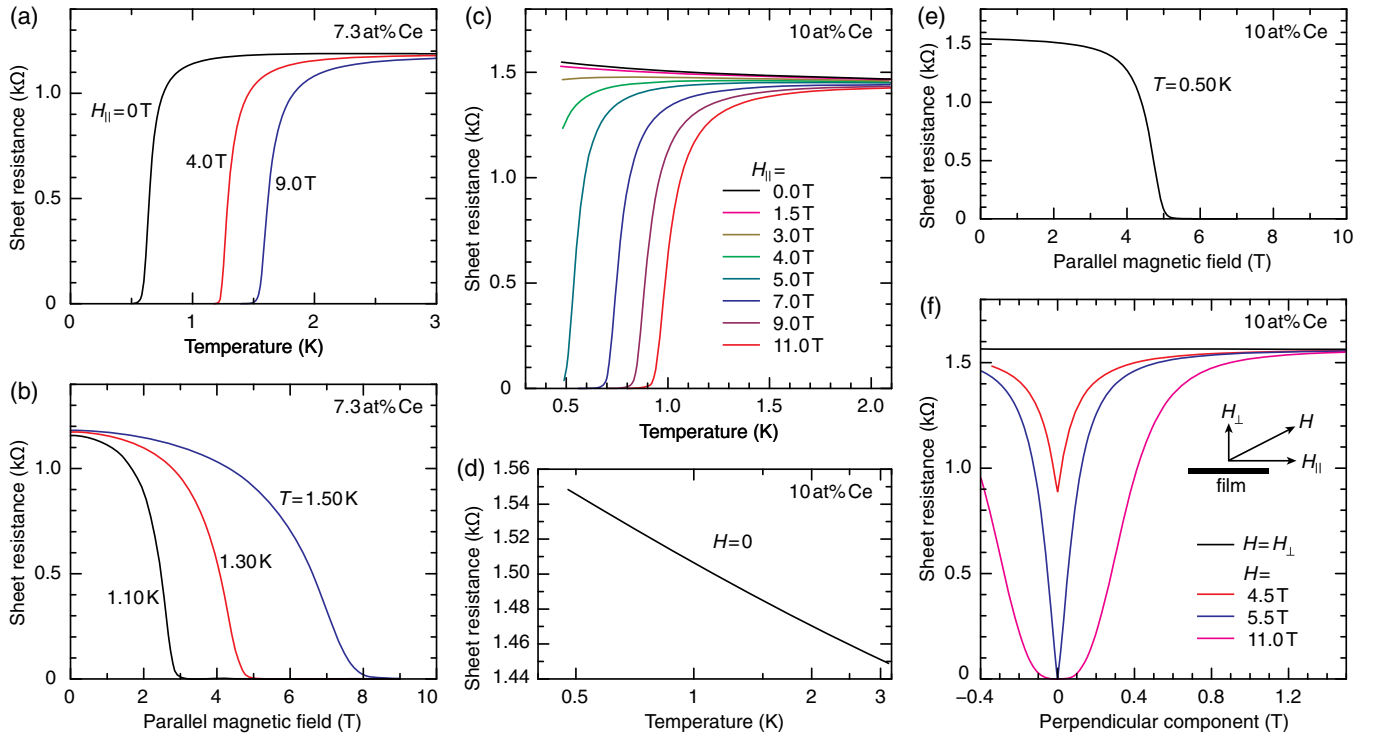 (a)
7.3 at% Ce
Sheet resistance (kΩ)
1.0
0.5
0
H||=0 T
4.0 T
9.0 T
0 1 2 3
Temperature (K)
(b)
7.3 at% Ce
Sheet resistance (kΩ)
1.0
0.5
0
T=1.50 K
1.30 K
1.10 K
0 2 4 6 8 10
Parallel magnetic field (T)
(c)
10 at% Ce
Sheet resistance (kΩ)
1.5
1.0
0.5
0
H||=
0.0 T
1.5 T
3.0 T
4.0 T
5.0 T
7.0 T
9.0 T
11.0 T
0.5 1.0 1.5 2.0
Temperature (K)
(d)
10 at% Ce
Sheet resistance (kΩ)
1.56
1.54
1.52
1.50
1.48
1.46
1.44
H=0
0.5 1 2 3
Temperature (K)
(e)
10 at% Ce
Sheet resistance (kΩ)
1.5
1.0
0.5
0
T=0.50 K
0 2 4 6 8 10
Parallel magnetic field (T)
(f)
10 at% Ce
Sheet resistance (kΩ)
1.5
1.0
0.5
0
H⊥
H
H||
film
H=H⊥
H=
4.5 T
5.5 T
11.0 T
−0.4 0 0.4 0.8 1.2
Perpendicular component (T)